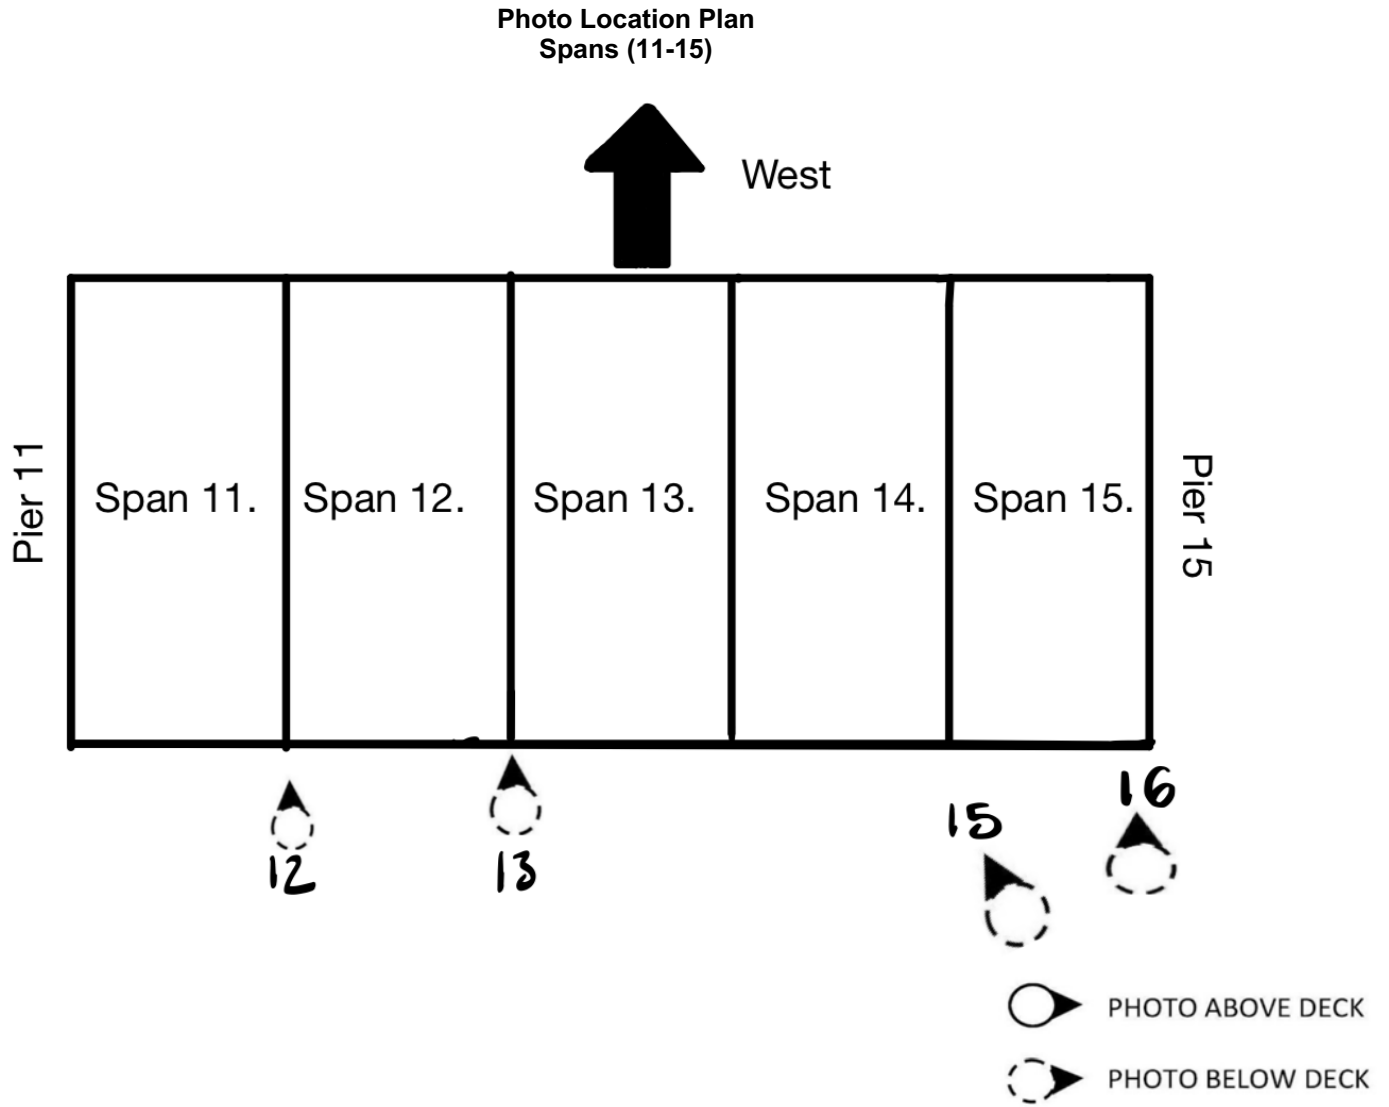 Photo Location Plan
Spans (11-15)
West
Pier 11
Span 11.
Span 12.
Span 13.
Span 14.
Span 15.
Pier 15
12
13
15
16
PHOTO ABOVE DECK
PHOTO BELOW DECK